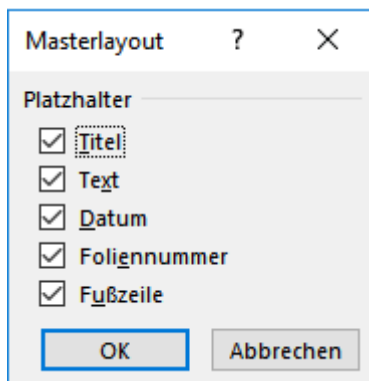 Masterlayout ?
Platzhalter
Titel
Text
Datum
Foliennummer
Fußzeile
OK Abbrechen